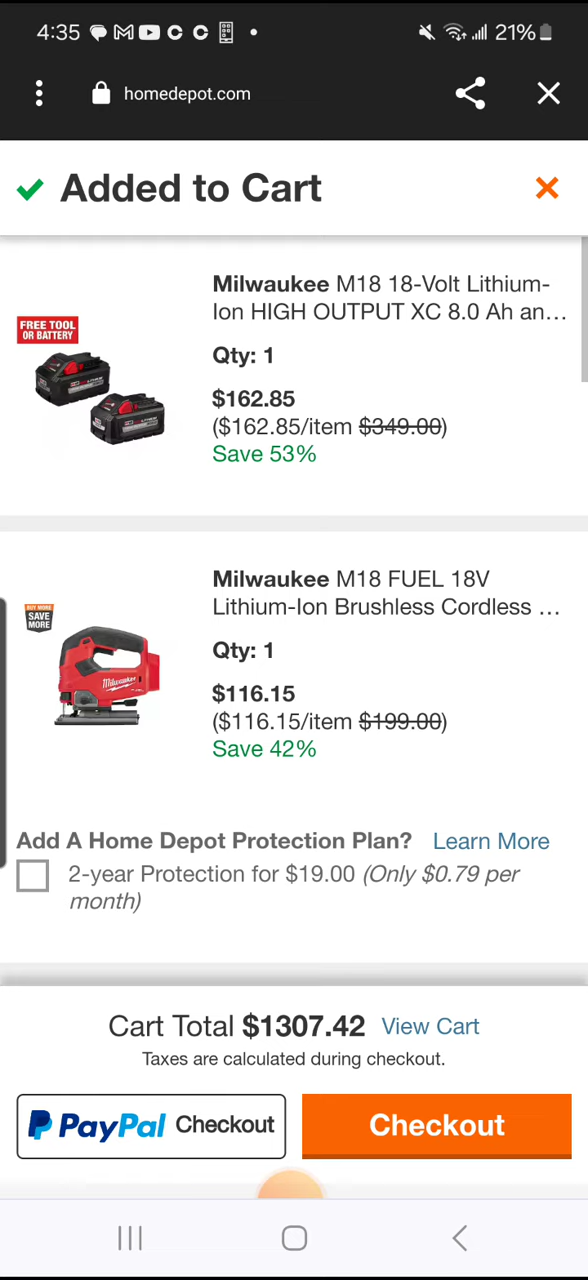 4:35
21%
homedepot.com
Added to Cart
Milwaukee M18 18-Volt Lithium-
Ion HIGH OUTPUT XC 8.0 Ah an...
FREE TOOL
OR BATTERY
Qty: 1
$162.85
($162.85/item $349.00)
Save 53%
Milwaukee M18 FUEL 18V
Lithium-Ion Brushless Cordless ...
BUY MORE
SAVE
MORE
Qty: 1
Milwaukee
$116.15
($116.15/item $199.00)
Save 42%
Add A Home Depot Protection Plan? Learn More
2-year Protection for $19.00 (Only $0.79 per
month)
Cart Total $1307.42 View Cart
Taxes are calculated during checkout.
PayPal Checkout
Checkout